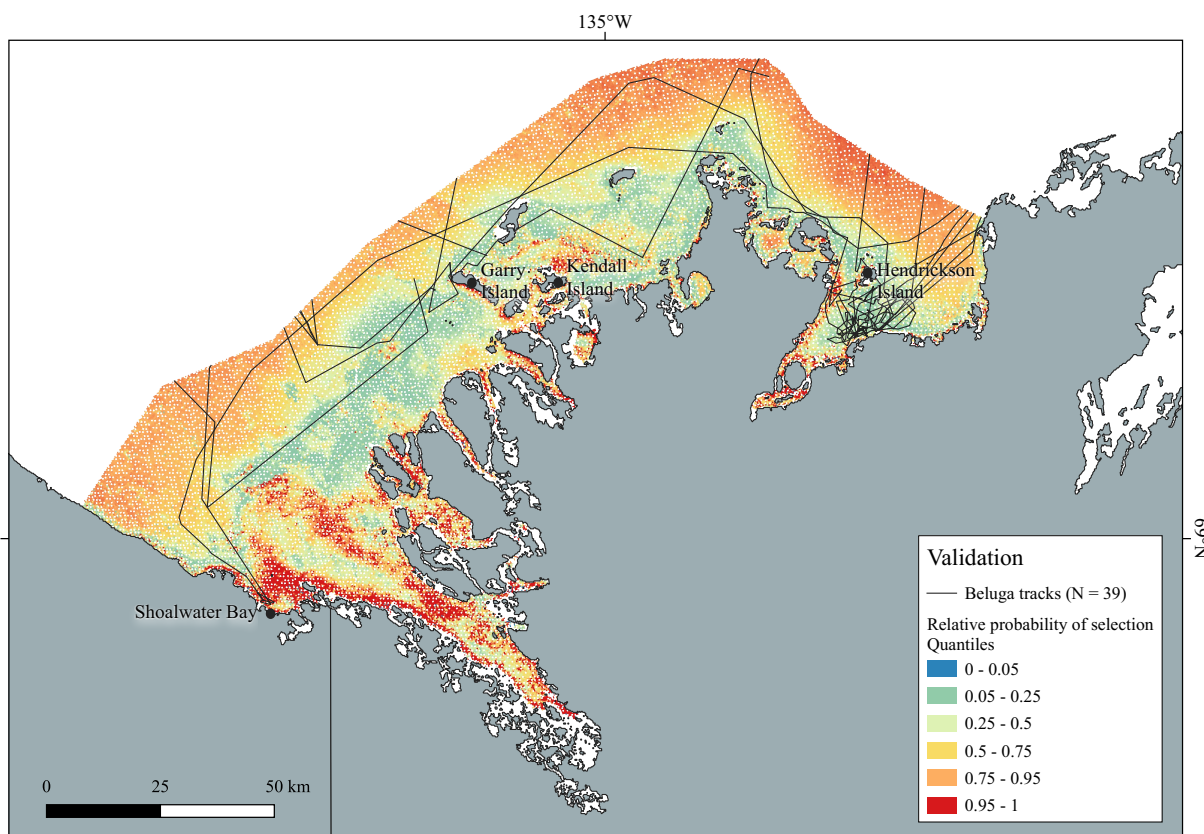 135°W
Garry
Island
Kendall
Island
Hendrickson
Island
N°69
Shoalwater Bay
Validation
Beluga tracks (N = 39)
Relative probability of selection
Quantiles
0 - 0.05
0.05 - 0.25
0.25 - 0.5
0.5 - 0.75
0.75 - 0.95
0.95 - 1
0
25
50 km